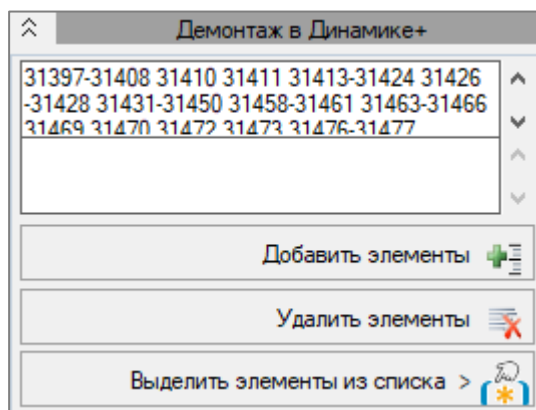 Демонтаж в Динамике+
31397-31408 31410 31411 31413-31424 31426
-31428 31431-31450 31458-31461 31463-31466
31469 31470 31472 31473 31476-31477
Добавить элементы
Удалить элементы
Выделить элементы из списка >